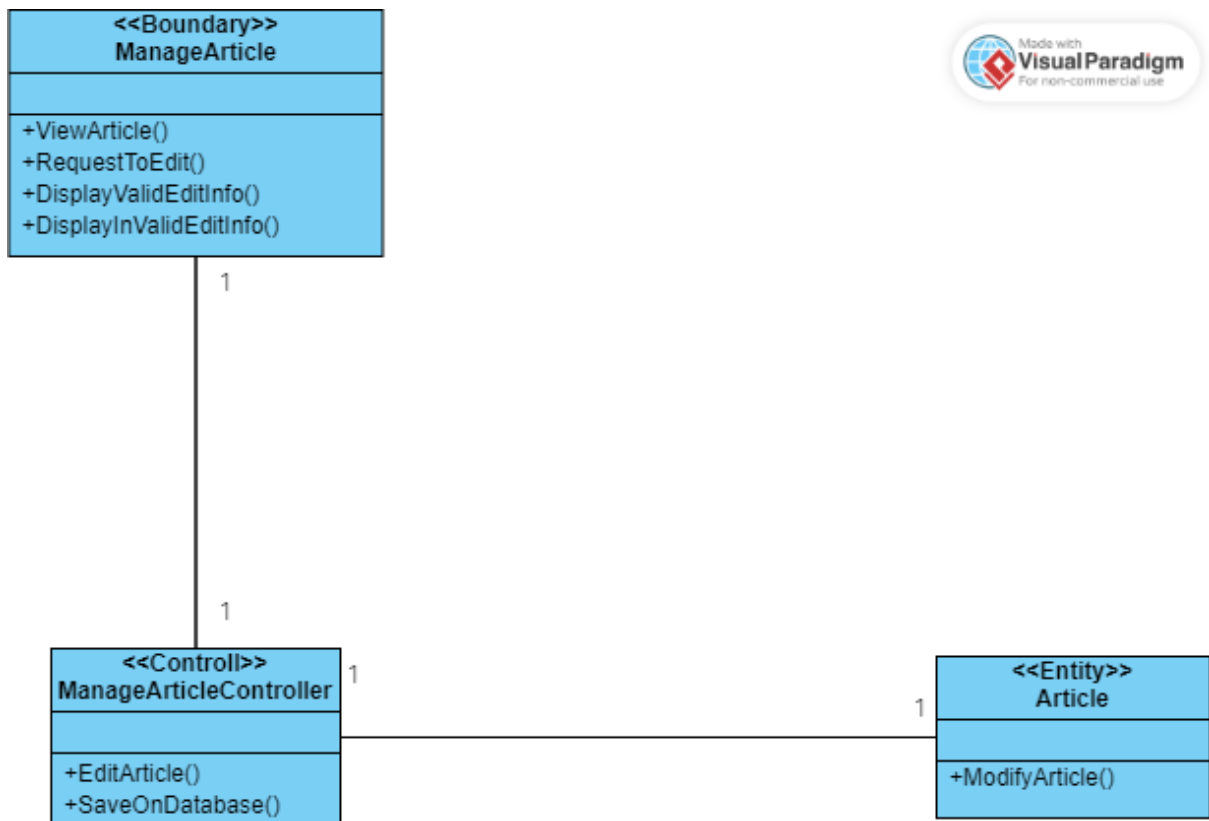 <<Boundary>>
ManageArticle
+ViewArticle()
+RequestToEdit()
+DisplayValidEditInfo()
+DisplayInValidEditInfo()
Made with
Visual Paradigm
For non-commercial use
1
1
<<Controll>>
ManageArticleController
+EditArticle()
+SaveOnDatabase()
1
1
<<Entity>>
Article
+ModifyArticle()